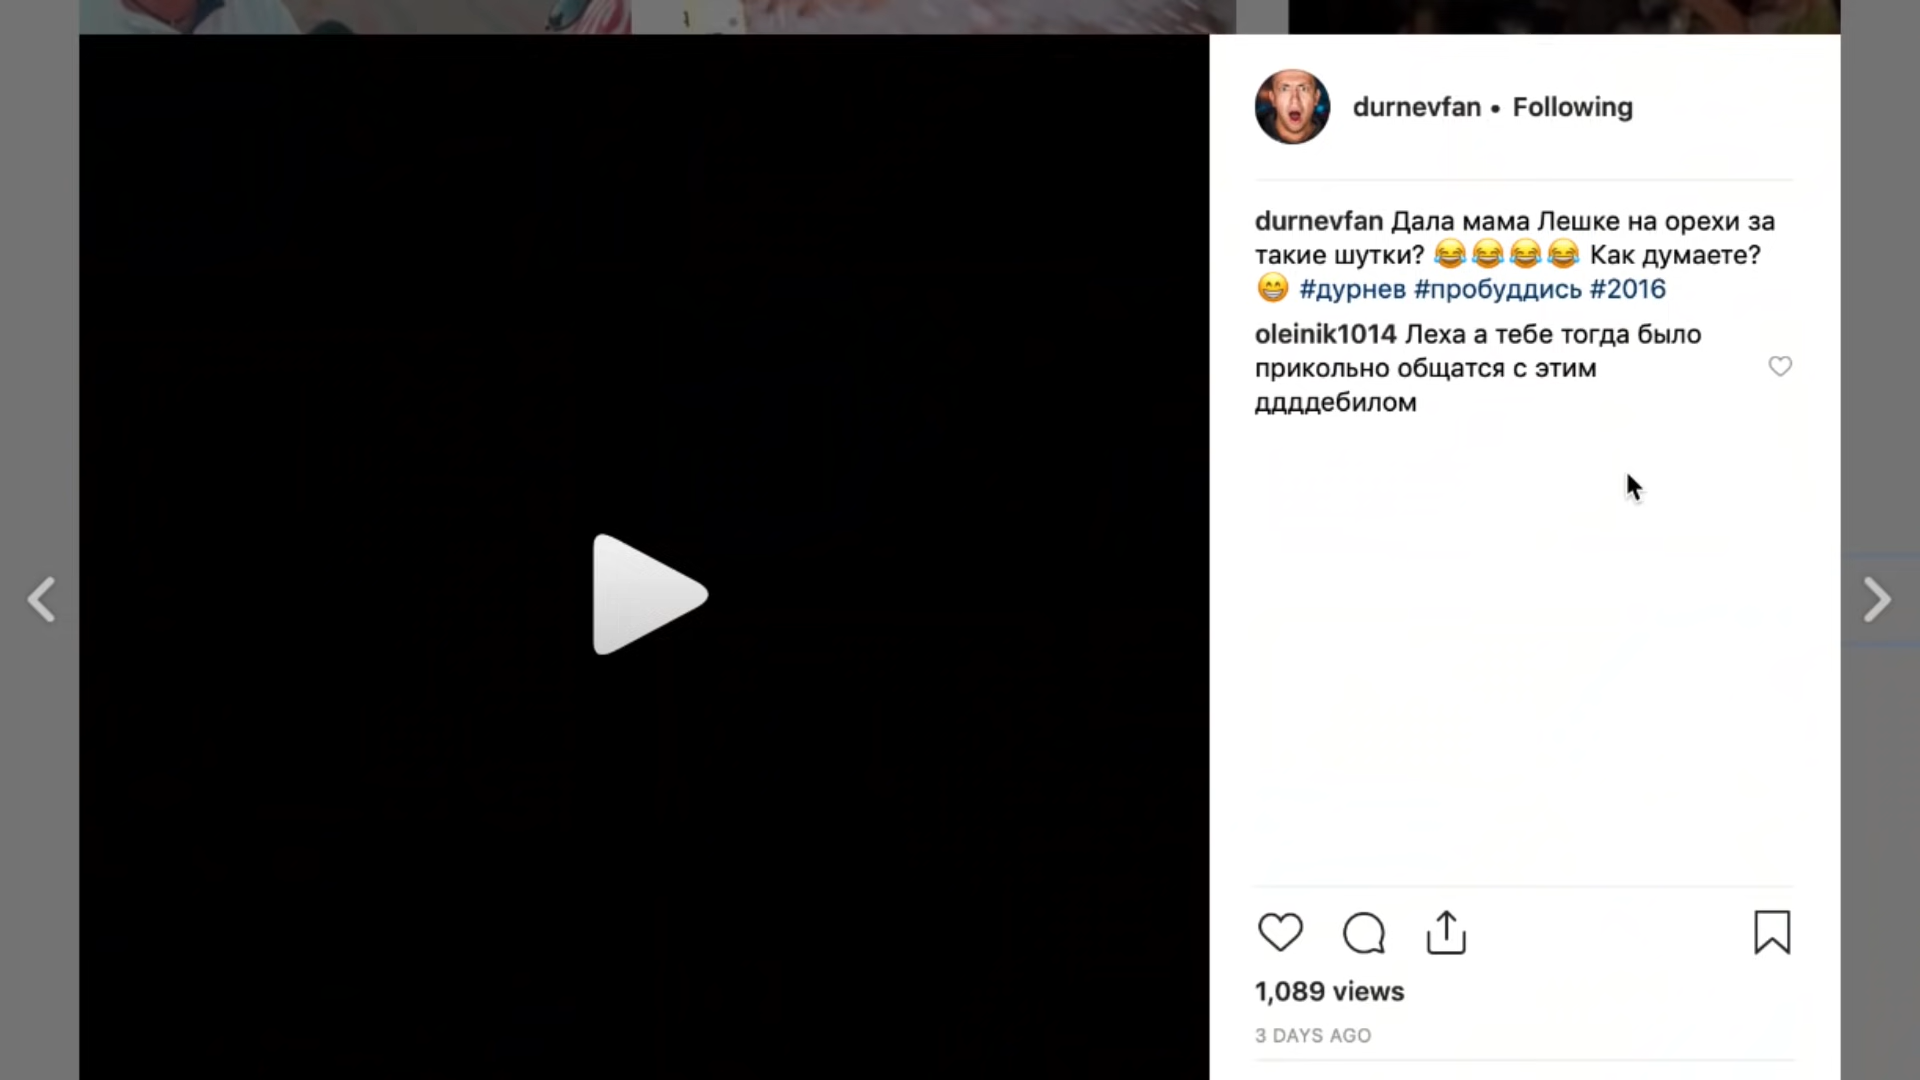 durnevfan • Following
durnevfan Дала мама Лешке на орехи за
такие шутки? 😂😂😂😂 Как думаете?
😁 #дурнев #пробуддись #2016
oleinik1014 Леха а тебе тогда было
прикольно общатся с этим
ддддебилом
1,089 views
3 DAYS AGO